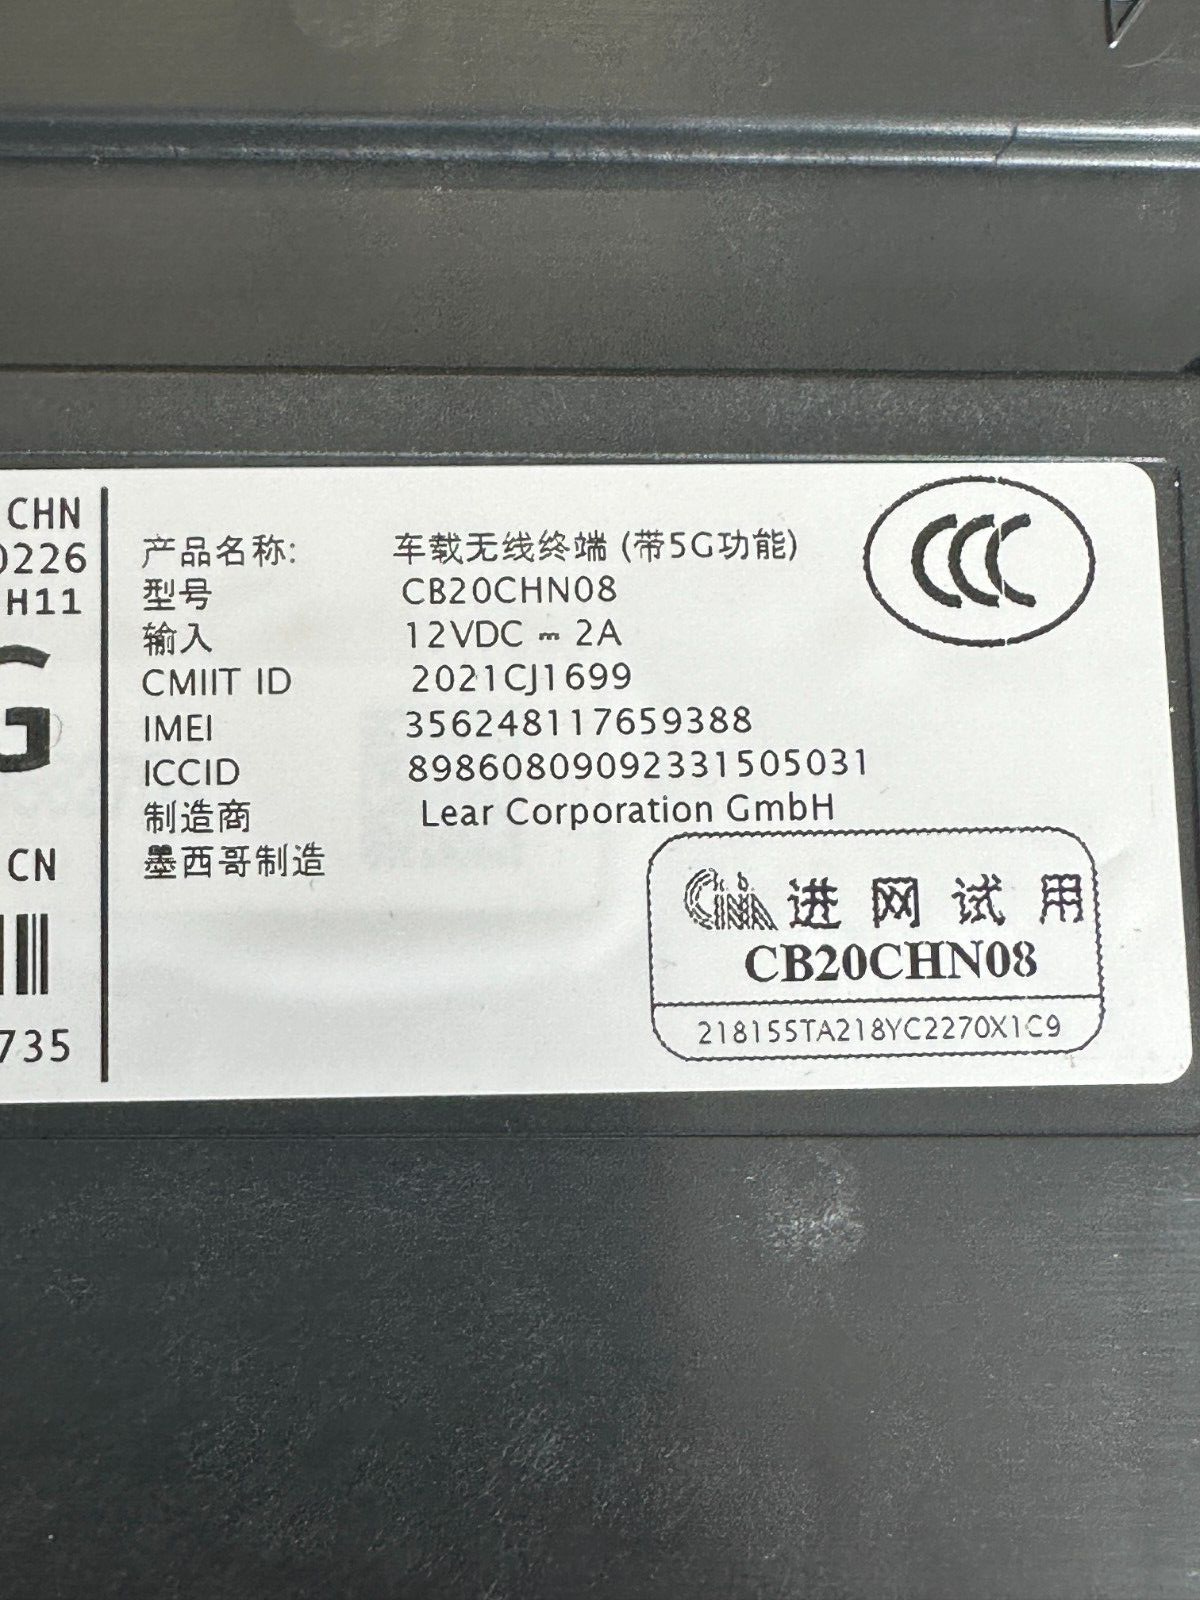 CHN
0226
H11
G
CN
735
产品名称: 车载无线终端 (带5G功能)
型号 CB20CHN08
输入 12VDC ⎓ 2A
CMIIT ID 2021CJ1699
IMEI 356248117659388
ICCID 89860809092331505031
制造商 Lear Corporation GmbH
墨西哥制造
CCC
进网试用
CB20CHN08
218155TA218YC2270X1C9